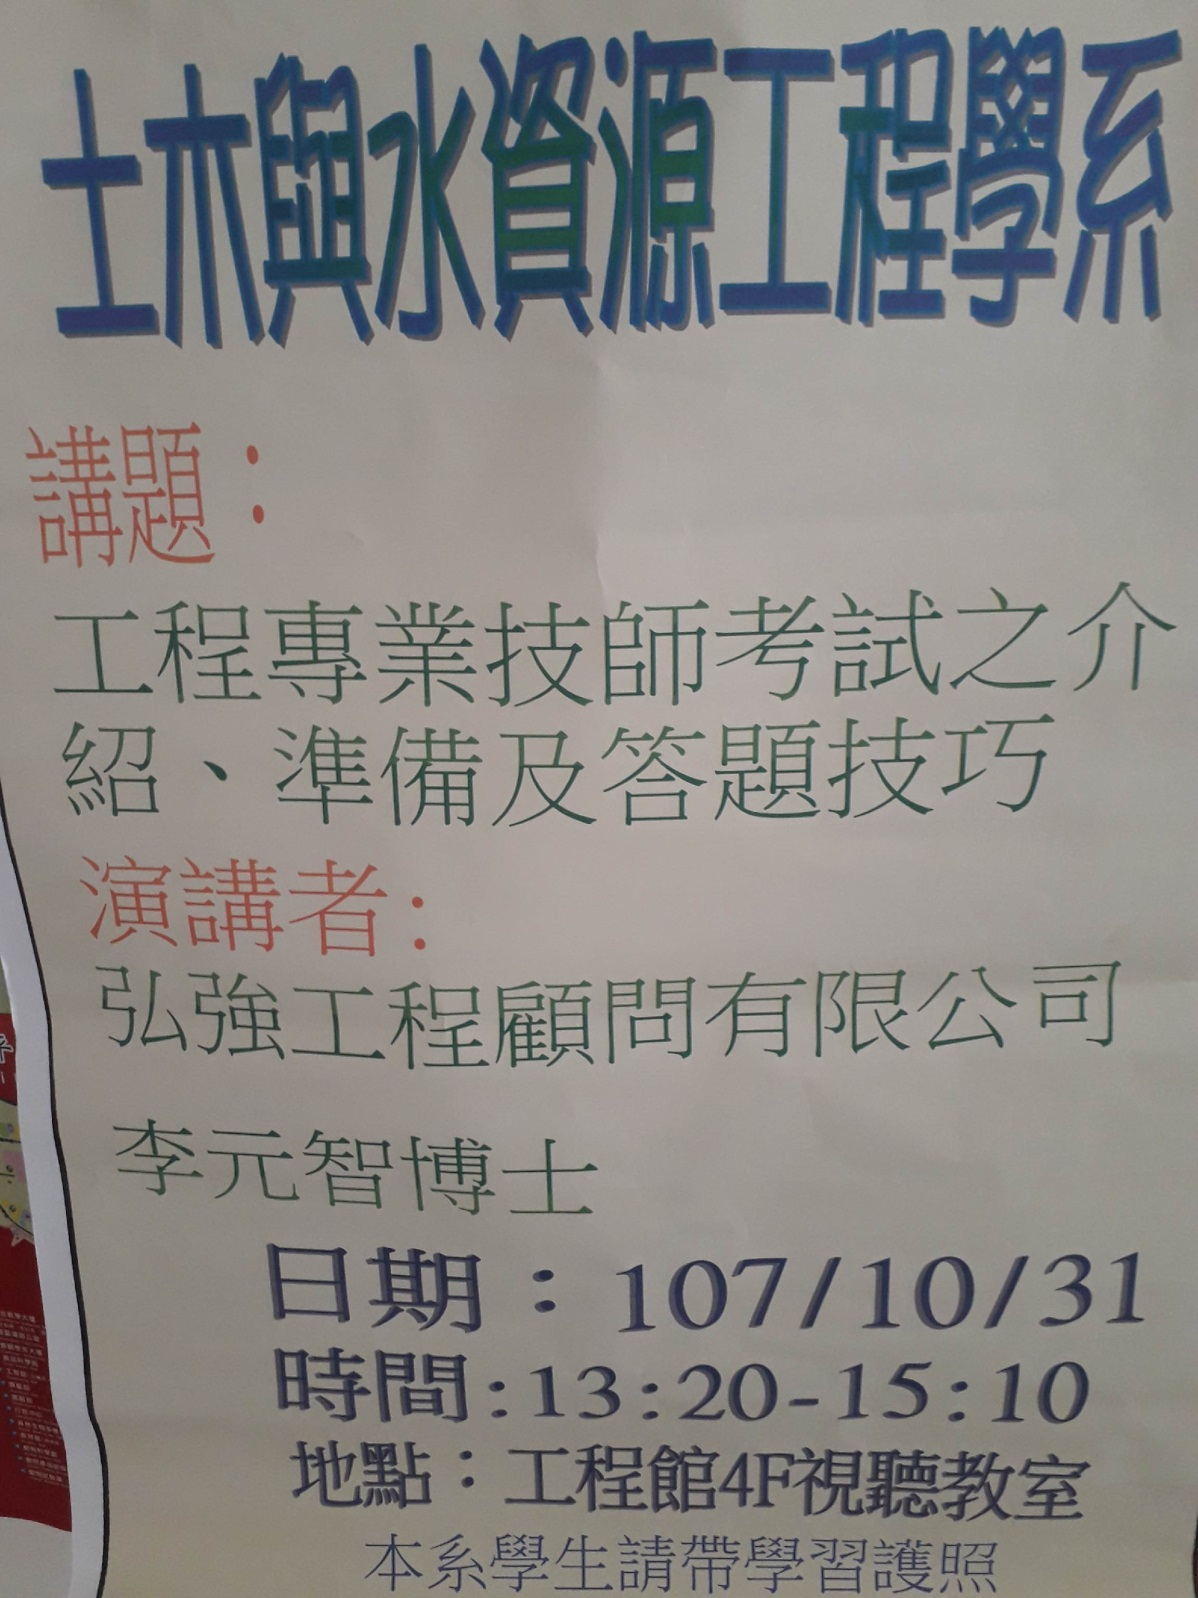 土木與水資源工程學系
講題：
工程專業技師考試之介
紹、準備及答題技巧
演講者:
弘強工程顧問有限公司
李元智博士
日期：107/10/31
時間:13:20-15:10
地點：工程館4F視聽教室
本系學生請帶學習護照